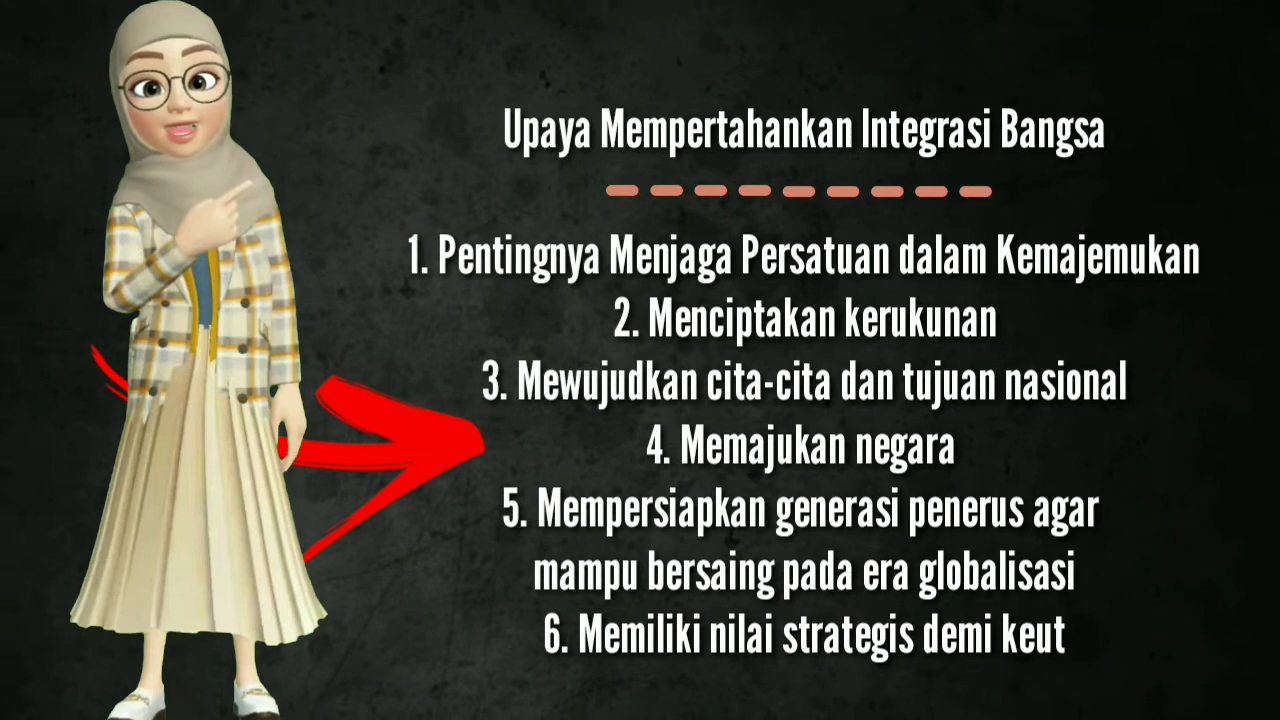 Upaya Mempertahankan Integrasi Bangsa
1. Pentingnya Menjaga Persatuan dalam Kemajemukan
2. Menciptakan kerukunan
3. Mewujudkan cita-cita dan tujuan nasional
4. Memajukan negara
5. Mempersiapkan generasi penerus agar
mampu bersaing pada era globalisasi
6. Memiliki nilai strategis demi keut